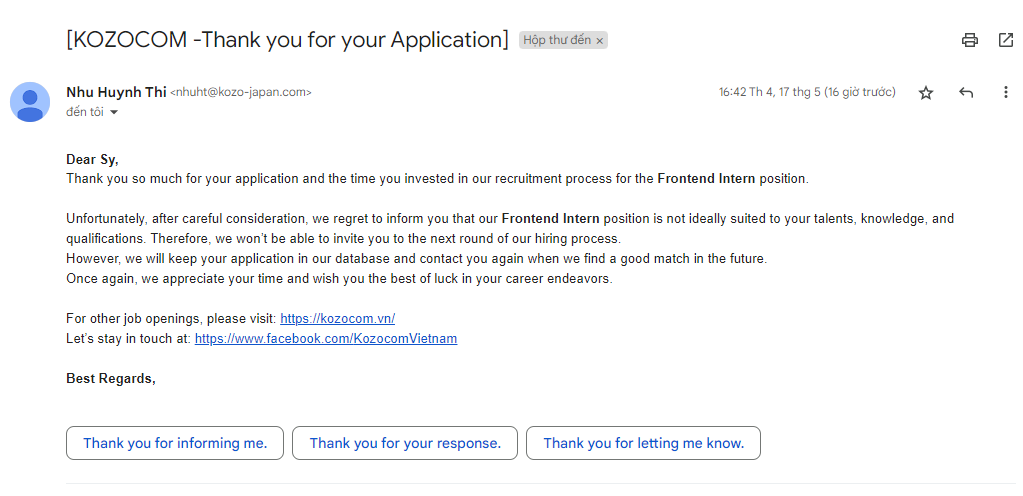 [KOZOCOM -Thank you for your Application] Hộp thư đến ×
Nhu Huynh Thi <nhuht@kozo-japan.com> 16:42 Th 4, 17 thg 5 (16 giờ trước)
đến tôi
Dear Sy,
Thank you so much for your application and the time you invested in our recruitment process for the Frontend Intern position.
Unfortunately, after careful consideration, we regret to inform you that our Frontend Intern position is not ideally suited to your talents, knowledge, and
qualifications. Therefore, we won't be able to invite you to the next round of our hiring process.
However, we will keep your application in our database and contact you again when we find a good match in the future.
Once again, we appreciate your time and wish you the best of luck in your career endeavors.
For other job openings, please visit: https://kozocom.vn/
Let's stay in touch at: https://www.facebook.com/KozocomVietnam
Best Regards,
Thank you for informing me. Thank you for your response. Thank you for letting me know.